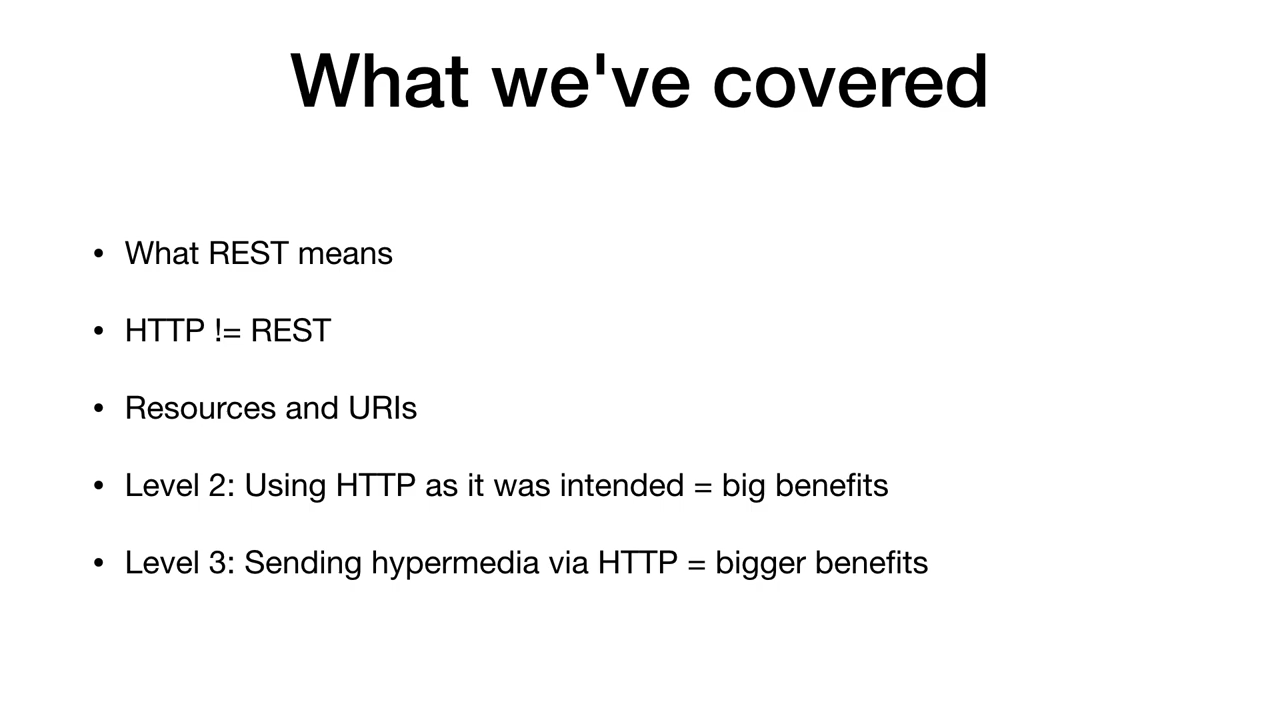 What we've covered
• What REST means
• HTTP != REST
• Resources and URIs
• Level 2: Using HTTP as it was intended = big benefits
• Level 3: Sending hypermedia via HTTP = bigger benefits